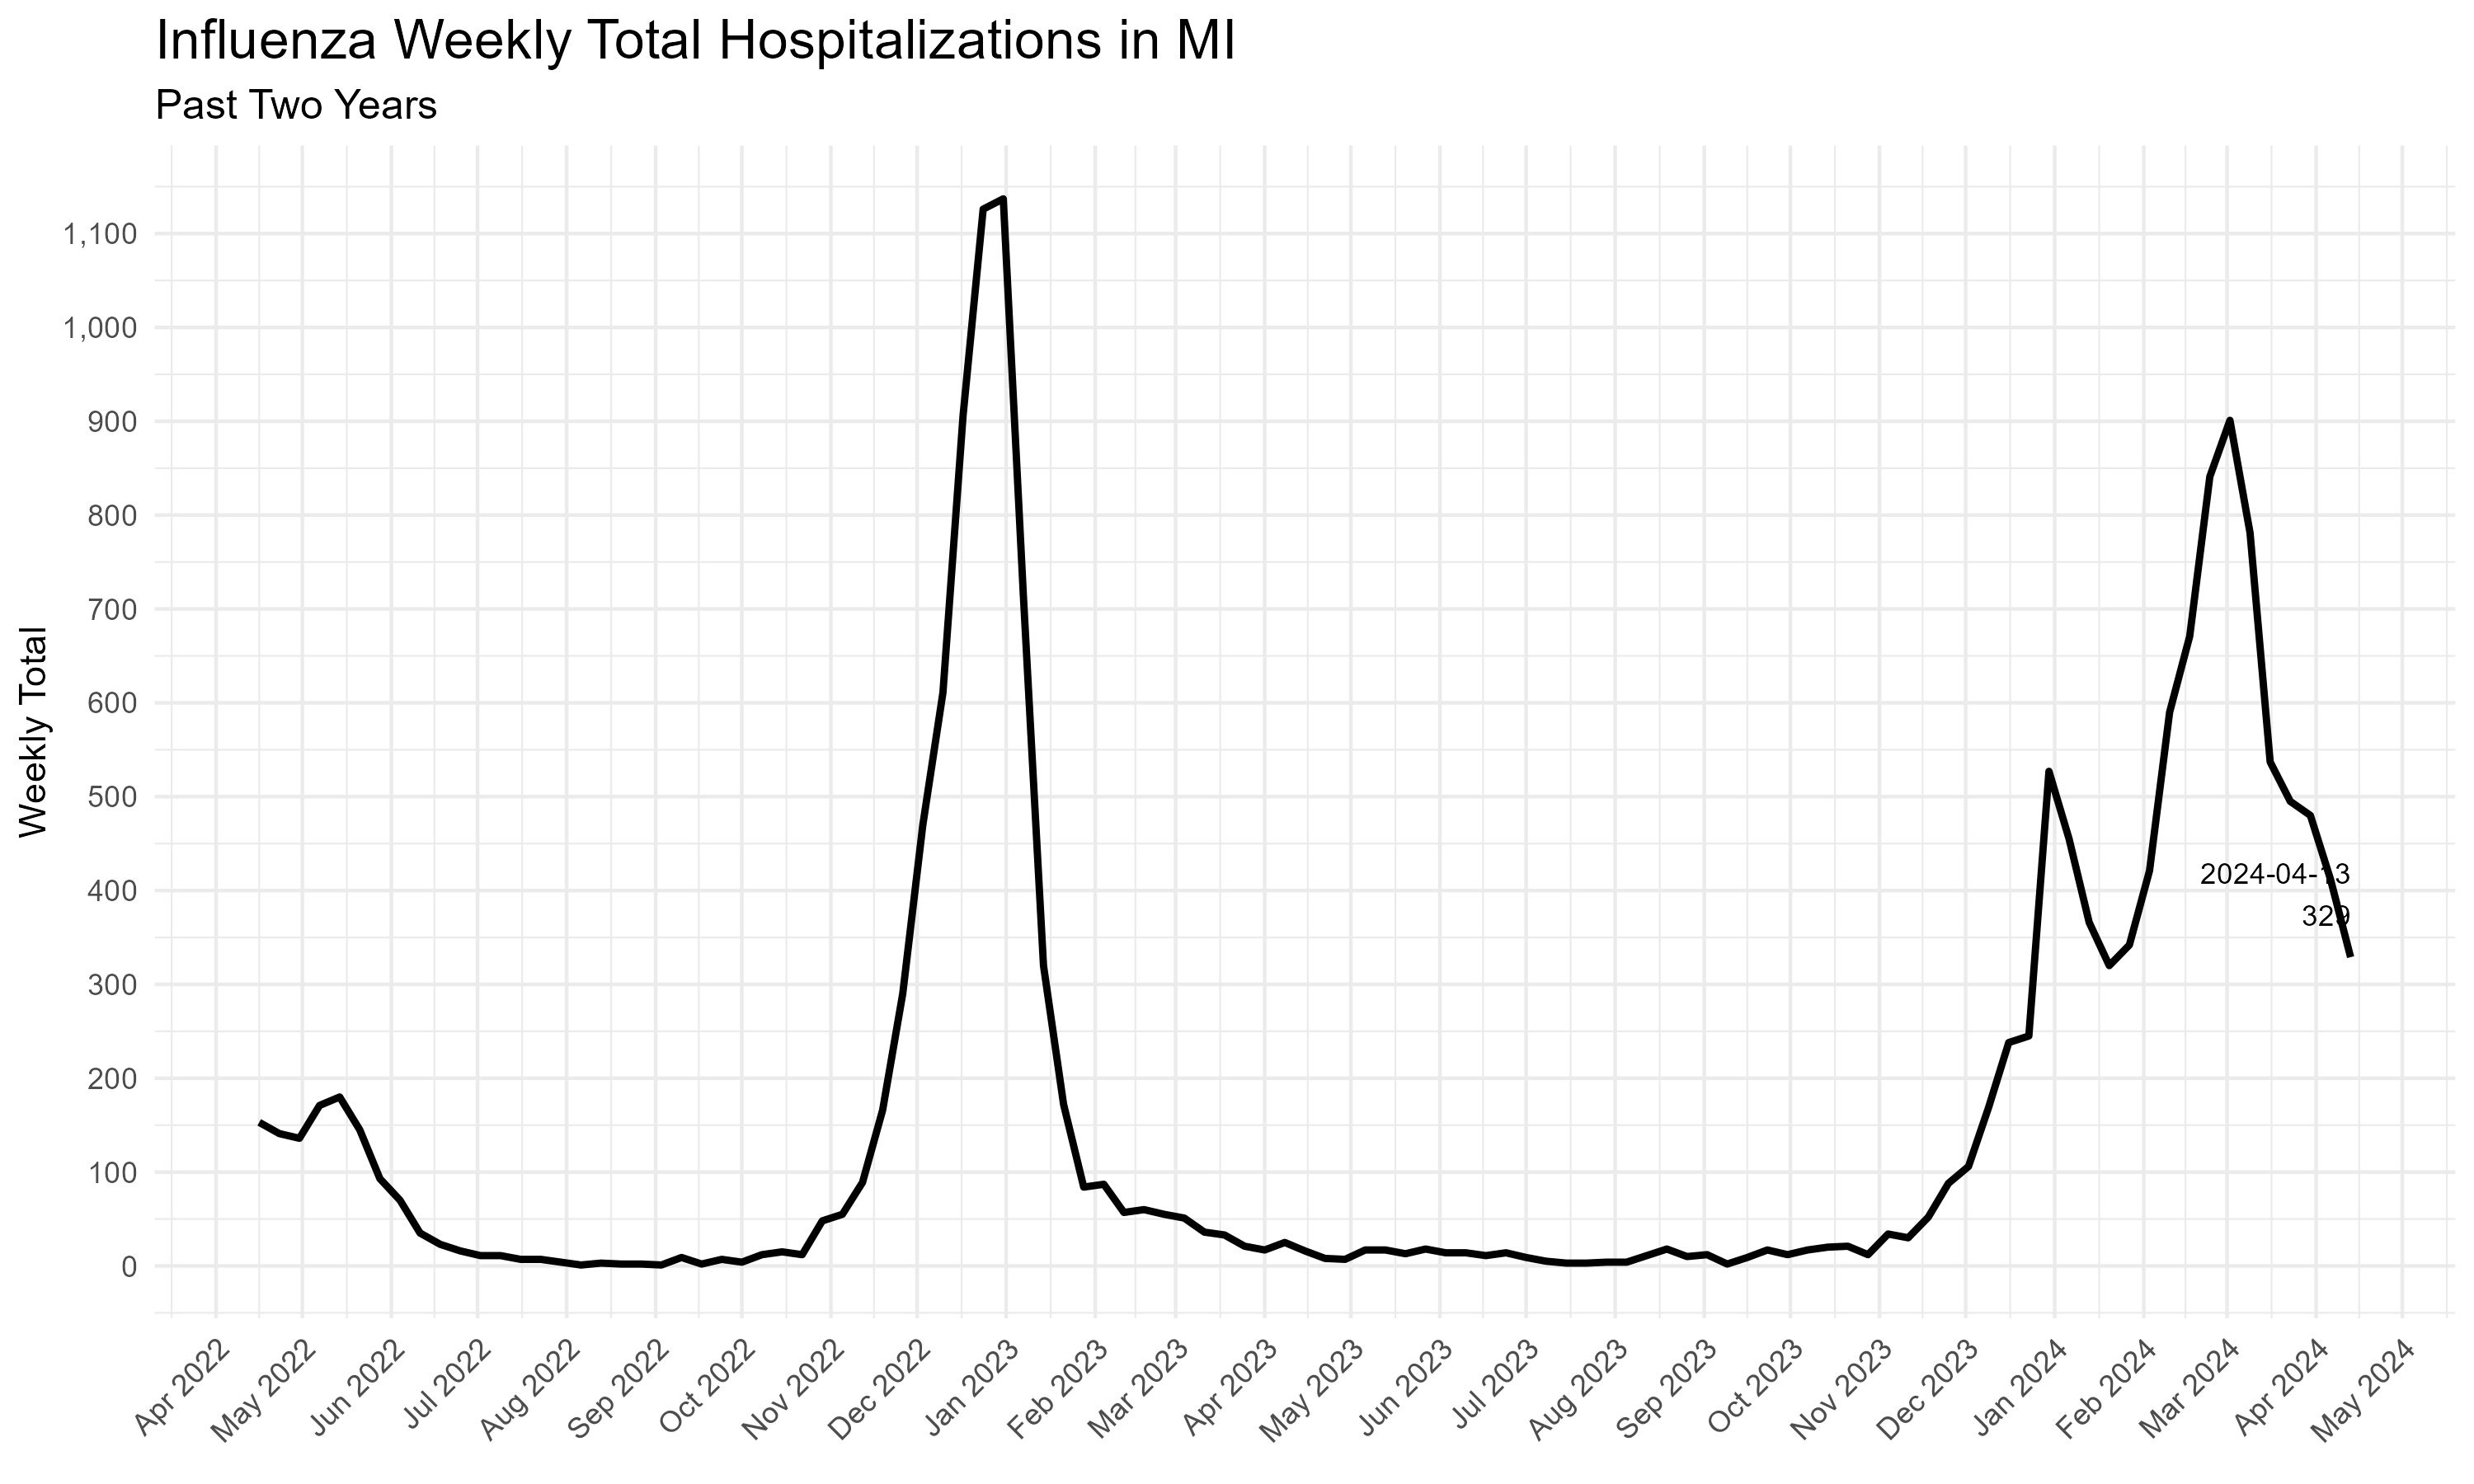 Influenza Weekly Total Hospitalizations in MI
Past Two Years
Weekly Total
1,100
1,000
900
800
700
600
500
400
300
200
100
0
2024-04-13
329
Apr 2022
May 2022
Jun 2022
Jul 2022
Aug 2022
Sep 2022
Oct 2022
Nov 2022
Dec 2022
Jan 2023
Feb 2023
Mar 2023
Apr 2023
May 2023
Jun 2023
Jul 2023
Aug 2023
Sep 2023
Oct 2023
Nov 2023
Dec 2023
Jan 2024
Feb 2024
Mar 2024
Apr 2024
May 2024